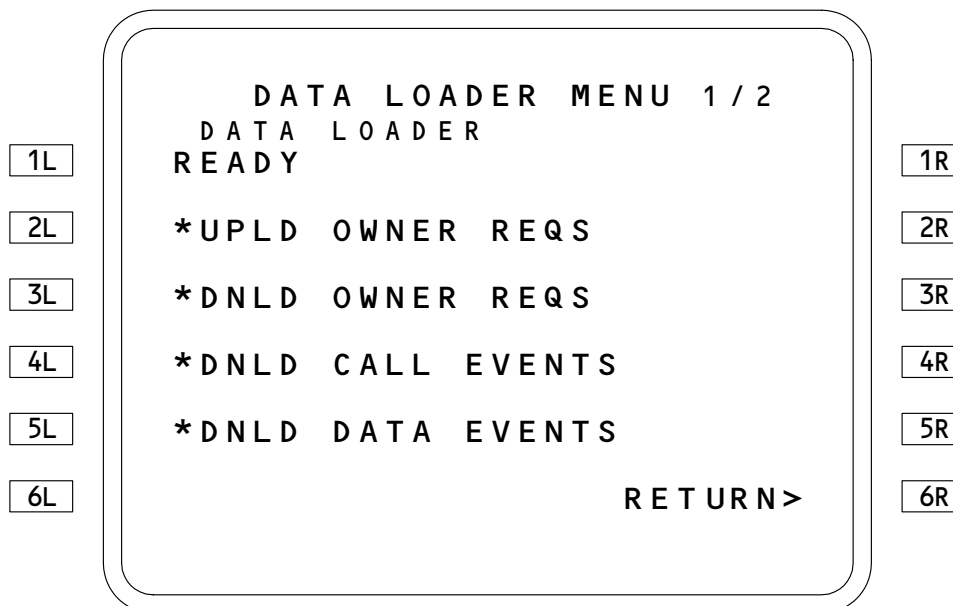 DATA LOADER MENU 1/2
DATA LOADER
1L READY 1R
2L *UPLD OWNER REQS 2R
3L *DNLD OWNER REQS 3R
4L *DNLD CALL EVENTS 4R
5L *DNLD DATA EVENTS 5R
6L RETURN> 6R